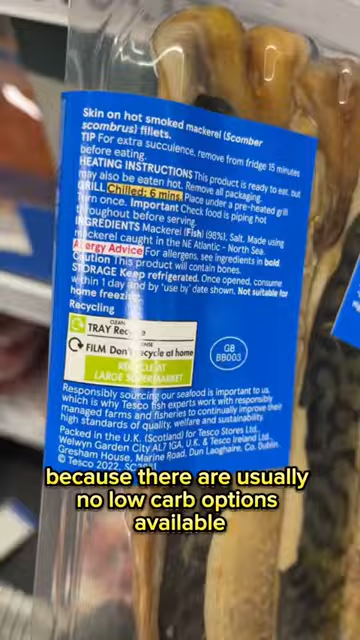 Skin on hot smoked mackerel (Scomber
scombrus) fillets.
TIP For extra succulence, remove from fridge 15 minutes
before eating.
HEATING INSTRUCTIONS This product is ready to eat, but
may also be eaten hot. Remove all packaging.
GRILL Chilled: 6 mins Place under a pre-heated grill
Turn once. Important Check food is piping hot
throughout before serving.
INGREDIENTS Mackerel (Fish) (98%), Salt. Made using
mackerel caught in the NE Atlantic - North Sea.
Allergy Advice For allergens, see ingredients in bold.
Caution This product will contain bones.
STORAGE Keep refrigerated. Once opened, consume
within 1 day and by 'use by' date shown. Not suitable for
home freezing.
Recycling
CLEAN
TRAY Recycle
RINSE
FILM Don't recycle at home
RECYCLE AT
LARGE SUPERMARKET
GB
BB003
Responsibly sourcing our seafood is important to us,
which is why Tesco fish experts work with responsibly
managed farms and fisheries to continually improve their
high standards of quality, welfare and sustainability.
Packed in the U.K. (Scotland) for Tesco Stores Ltd.,
Welwyn Garden City AL7 1GA, U.K. & Tesco Ireland Ltd.,
Gresham House, Marine Road, Dun Laoghaire, Co. Dublin.
© Tesco 2022.
because there are usually
no low carb options
available